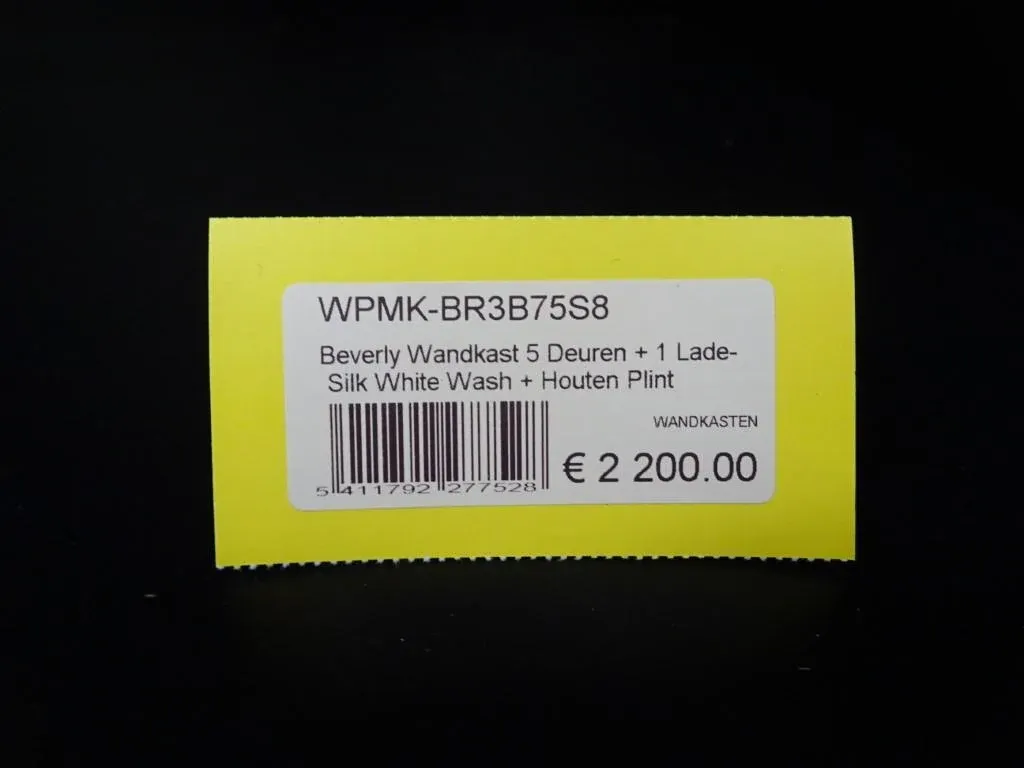 WPMK-BR3B75S8
Beverly Wandkast 5 Deuren + 1 Lade-
Silk White Wash + Houten Plint
WANDKASTEN
€ 2 200.00
5 411792 277528